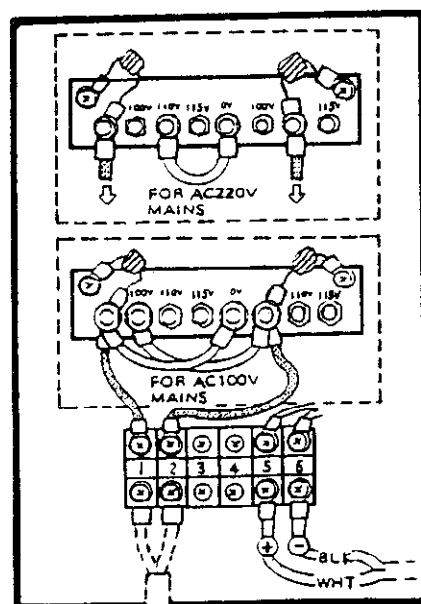 100V 110V 115V 0V 100V 115V
FOR AC220V
MAINS
100V 110V 115V 0V 110V 115V
FOR AC100V
MAINS
1 2 3 4 5 6
+ - BLK
WHT